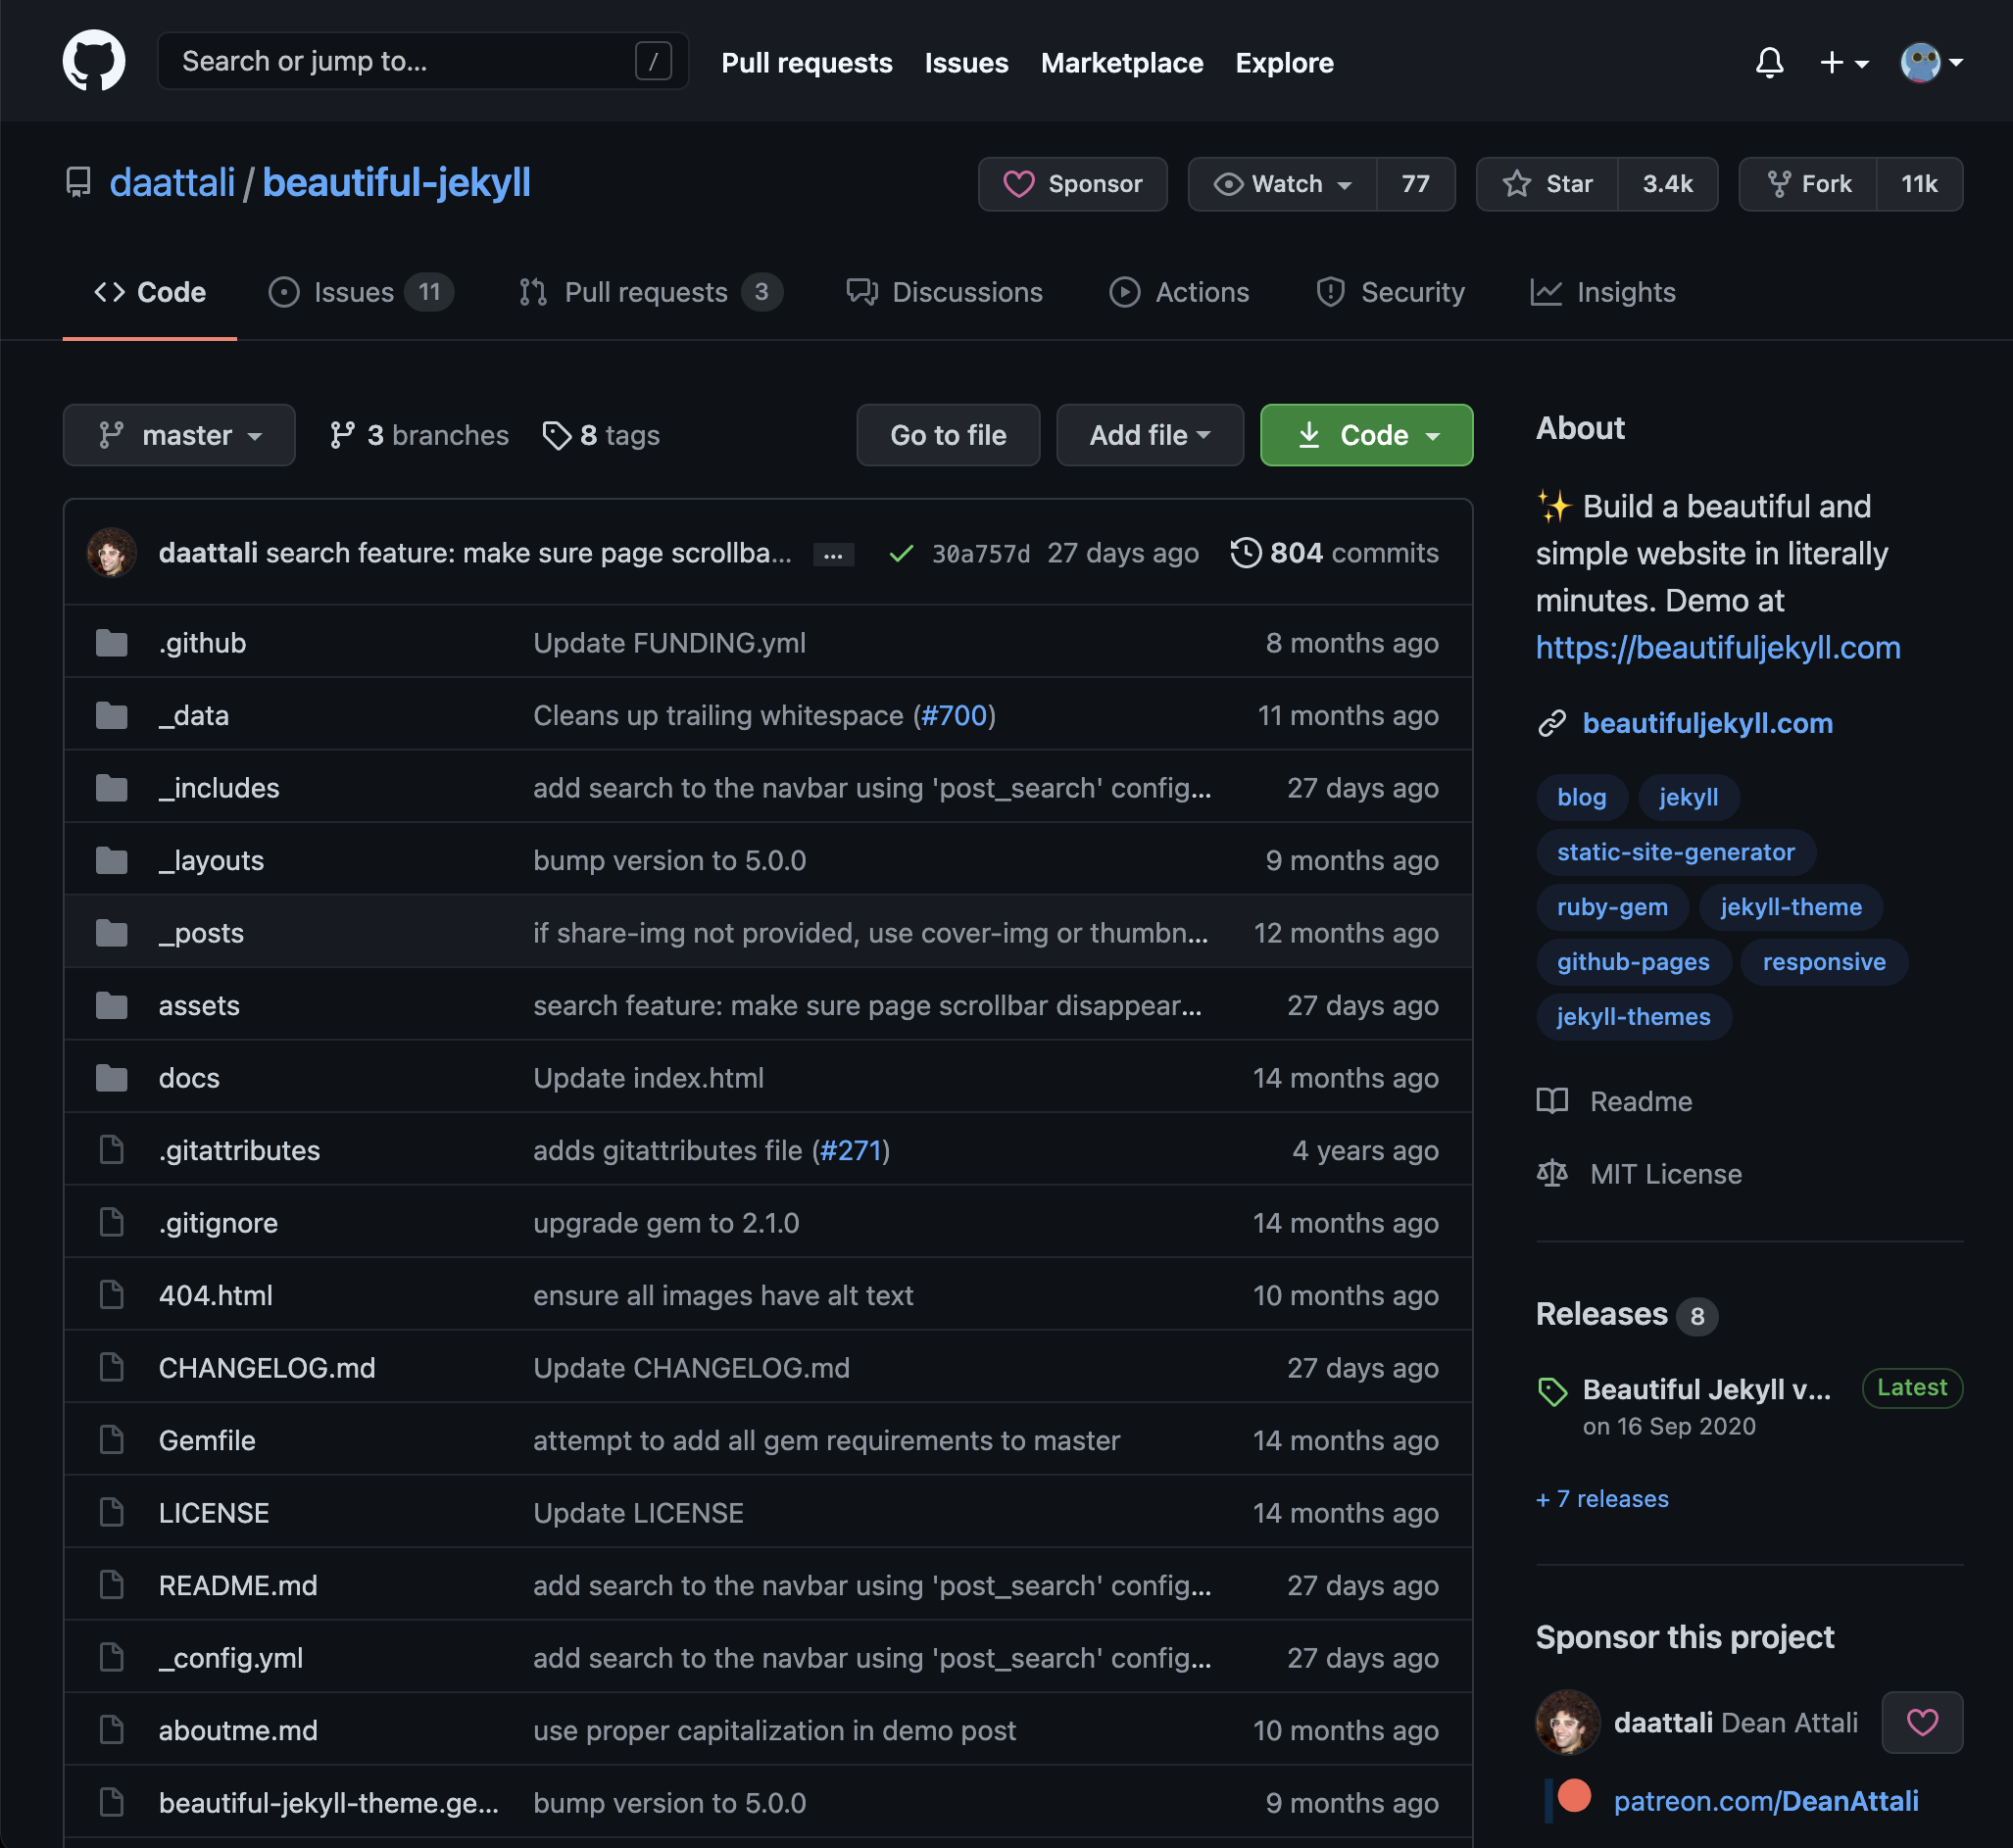 Search or jump to... /
Pull requests Issues Marketplace Explore
daattali / beautiful-jekyll
Sponsor Watch 77 Star 3.4k Fork 11k
Code Issues 11 Pull requests 3 Discussions Actions Security Insights
master 3 branches 8 tags Go to file Add file Code
daattali search feature: make sure page scrollba... ... 30a757d 27 days ago 804 commits
.github Update FUNDING.yml 8 months ago
_data Cleans up trailing whitespace (#700) 11 months ago
_includes add search to the navbar using 'post_search' config... 27 days ago
_layouts bump version to 5.0.0 9 months ago
_posts if share-img not provided, use cover-img or thumbn... 12 months ago
assets search feature: make sure page scrollbar disappear... 27 days ago
docs Update index.html 14 months ago
.gitattributes adds gitattributes file (#271) 4 years ago
.gitignore upgrade gem to 2.1.0 14 months ago
404.html ensure all images have alt text 10 months ago
CHANGELOG.md Update CHANGELOG.md 27 days ago
Gemfile attempt to add all gem requirements to master 14 months ago
LICENSE Update LICENSE 14 months ago
README.md add search to the navbar using 'post_search' config... 27 days ago
_config.yml add search to the navbar using 'post_search' config... 27 days ago
aboutme.md use proper capitalization in demo post 10 months ago
beautiful-jekyll-theme.ge... bump version to 5.0.0 9 months ago
About
✨ Build a beautiful and
simple website in literally
minutes. Demo at
https://beautifuljekyll.com
beautifuljekyll.com
blog jekyll
static-site-generator
ruby-gem jekyll-theme
github-pages responsive
jekyll-themes
Readme
MIT License
Releases 8
Beautiful Jekyll v... Latest
on 16 Sep 2020
+ 7 releases
Sponsor this project
daattali Dean Attali
patreon.com/DeanAttali